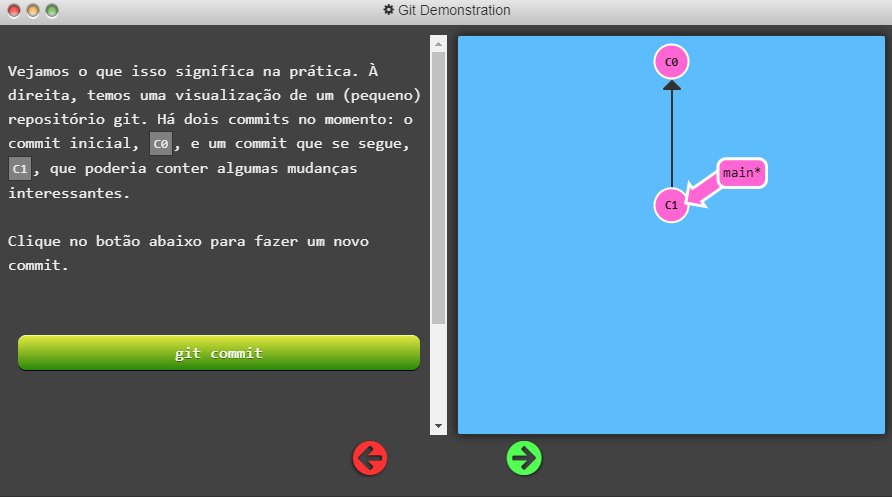 Git Demonstration
Vejamos o que isso significa na prática. À
direita, temos uma visualização de um (pequeno)
repositório git. Há dois commits no momento: o
commit inicial, C0, e um commit que se segue,
C1, que poderia conter algumas mudanças
interessantes.
Clique no botão abaixo para fazer um novo
commit.
git commit
C0
main*
C1